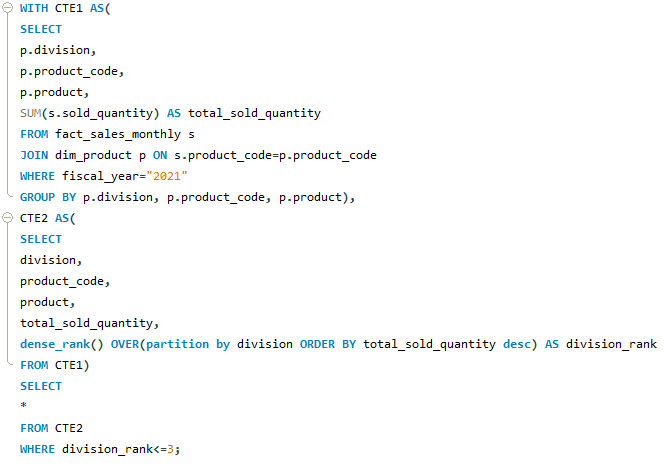 WITH CTE1 AS(
SELECT
p.division,
p.product_code,
p.product,
SUM(s.sold_quantity) AS total_sold_quantity
FROM fact_sales_monthly s
JOIN dim_product p ON s.product_code=p.product_code
WHERE fiscal_year="2021"
GROUP BY p.division, p.product_code, p.product),
CTE2 AS(
SELECT
division,
product_code,
product,
total_sold_quantity,
dense_rank() OVER(partition by division ORDER BY total_sold_quantity desc) AS division_rank
FROM CTE1)
SELECT
*
FROM CTE2
WHERE division_rank<=3;